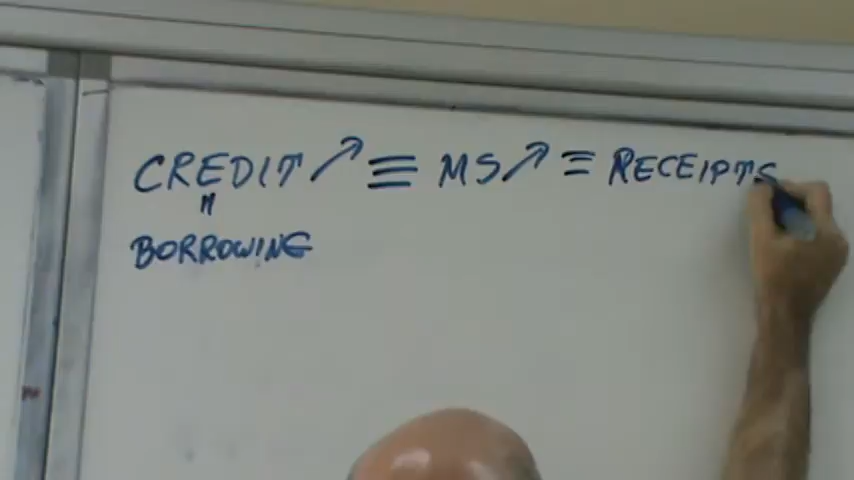 CREDIT ↗ ≡ MS ↗ ≡ RECEIPTS
"
BORROWING